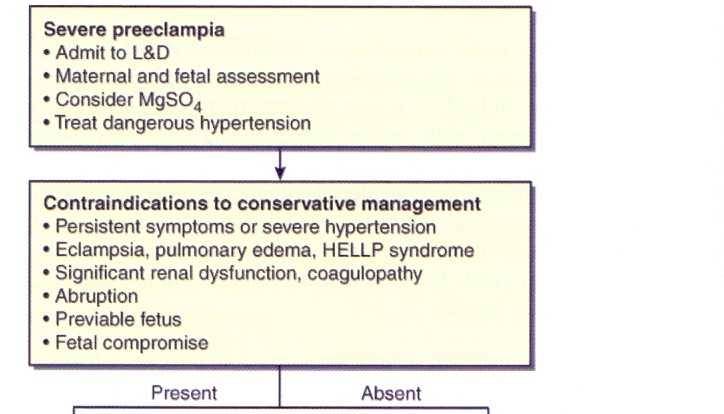 Severe preeclampia
• Admit to L&D
• Maternal and fetal assessment
• Consider MgSO₄
• Treat dangerous hypertension
Contraindications to conservative management
• Persistent symptoms or severe hypertension
• Eclampsia, pulmonary edema, HELLP syndrome
• Significant renal dysfunction, coagulopathy
• Abruption
• Previable fetus
• Fetal compromise
Present Absent